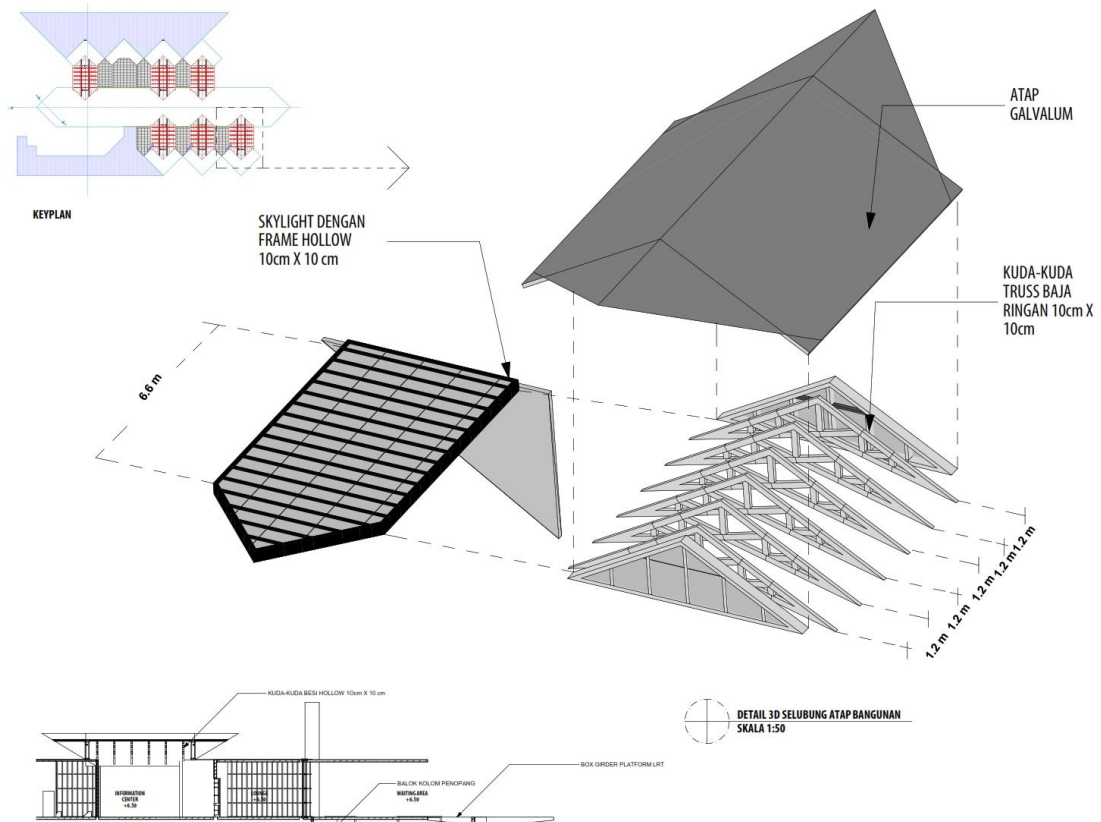 KEYPLAN
SKYLIGHT DENGAN
FRAME HOLLOW
10cm X 10 cm
ATAP
GALVALUM
KUDA-KUDA
TRUSS BAJA
RINGAN 10cm X
10cm
6.6 m
1.2 m
1.2 m
1.2 m
1.2 m
1.2 m
DETAIL 3D SELUBUNG ATAP BANGUNAN
SKALA 1:50
KUDA-KUDA BESI HOLLOW 10cm X 10 cm
BOX GIRDER PLATFORM LRT
BALOK KOLOM PENOPANG
INFORMATION
CENTER
+6.50
LOUNGE
+6.50
WAITING AREA
+6.50